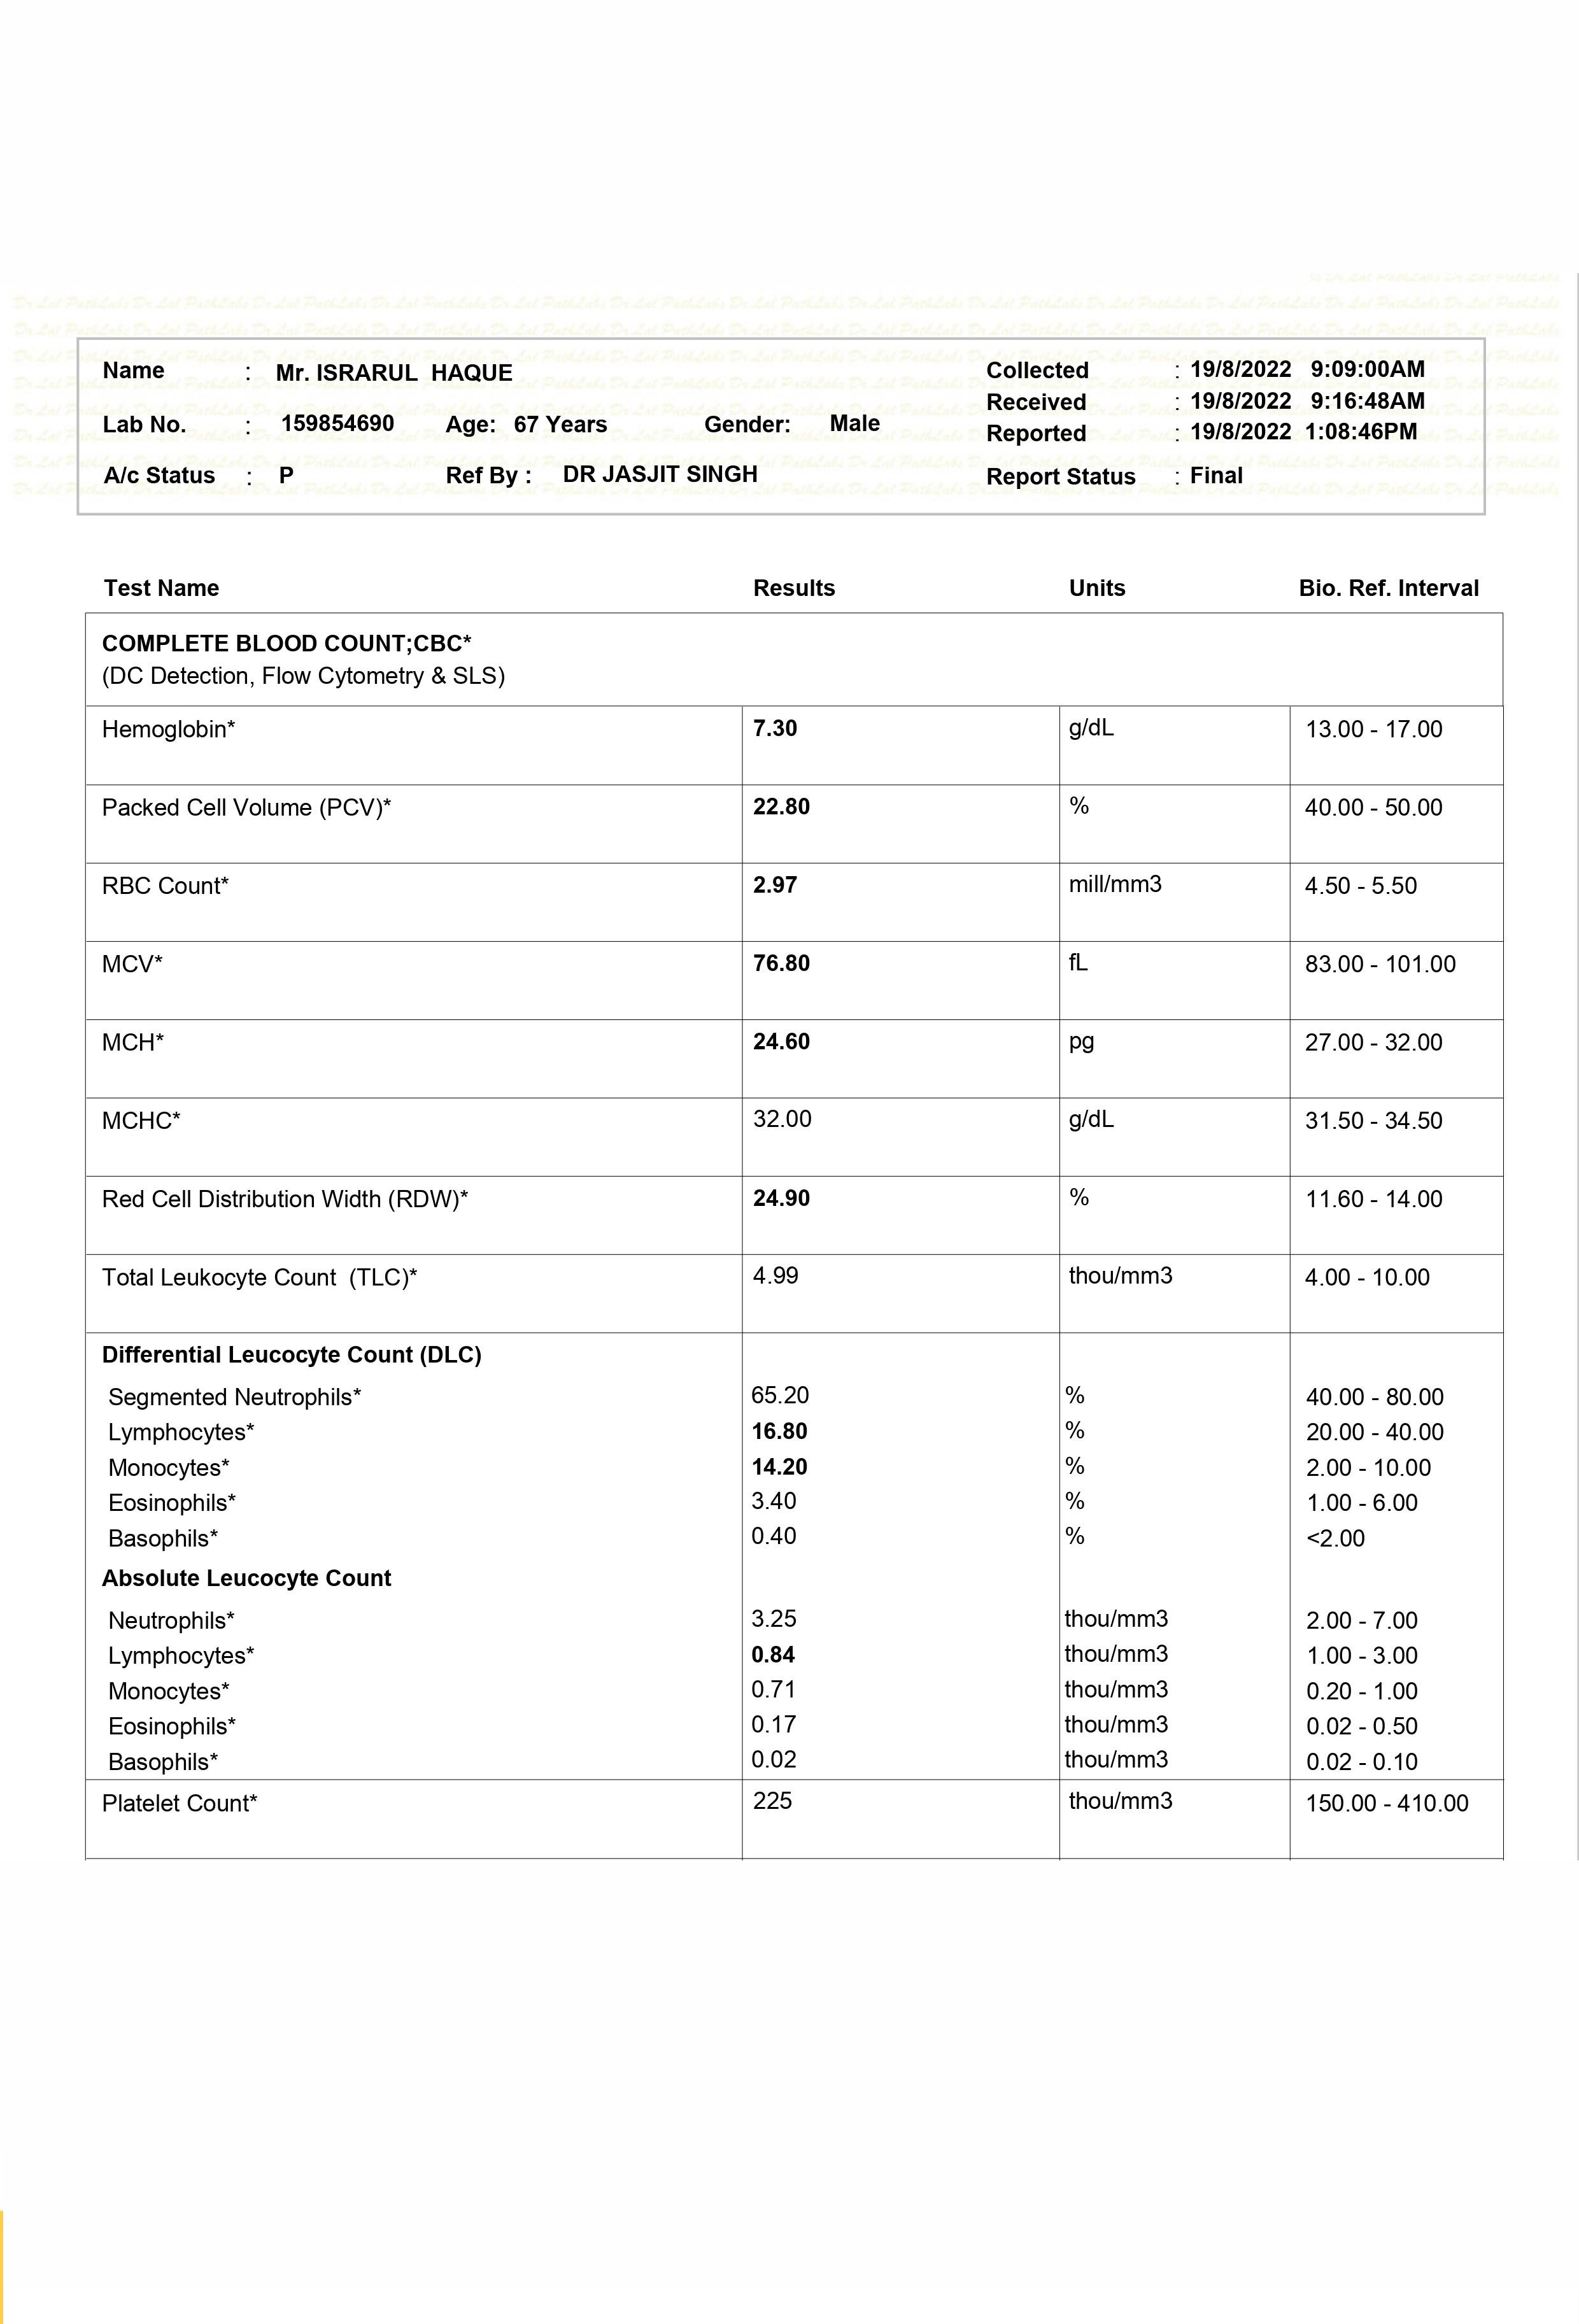 Name : Mr. ISRARUL HAQUE Collected : 19/8/2022 9:09:00AM
Received : 19/8/2022 9:16:48AM
Lab No. : 159854690 Age: 67 Years Gender: Male Reported : 19/8/2022 1:08:46PM
A/c Status : P Ref By : DR JASJIT SINGH Report Status : Final
Test Name Results Units Bio. Ref. Interval
COMPLETE BLOOD COUNT;CBC*
(DC Detection, Flow Cytometry & SLS)
Hemoglobin* 7.30 g/dL 13.00 - 17.00
Packed Cell Volume (PCV)* 22.80 % 40.00 - 50.00
RBC Count* 2.97 mill/mm3 4.50 - 5.50
MCV* 76.80 fL 83.00 - 101.00
MCH* 24.60 pg 27.00 - 32.00
MCHC* 32.00 g/dL 31.50 - 34.50
Red Cell Distribution Width (RDW)* 24.90 % 11.60 - 14.00
Total Leukocyte Count (TLC)* 4.99 thou/mm3 4.00 - 10.00
Differential Leucocyte Count (DLC)
Segmented Neutrophils* 65.20 % 40.00 - 80.00
Lymphocytes* 16.80 % 20.00 - 40.00
Monocytes* 14.20 % 2.00 - 10.00
Eosinophils* 3.40 % 1.00 - 6.00
Basophils* 0.40 % <2.00
Absolute Leucocyte Count
Neutrophils* 3.25 thou/mm3 2.00 - 7.00
Lymphocytes* 0.84 thou/mm3 1.00 - 3.00
Monocytes* 0.71 thou/mm3 0.20 - 1.00
Eosinophils* 0.17 thou/mm3 0.02 - 0.50
Basophils* 0.02 thou/mm3 0.02 - 0.10
Platelet Count* 225 thou/mm3 150.00 - 410.00